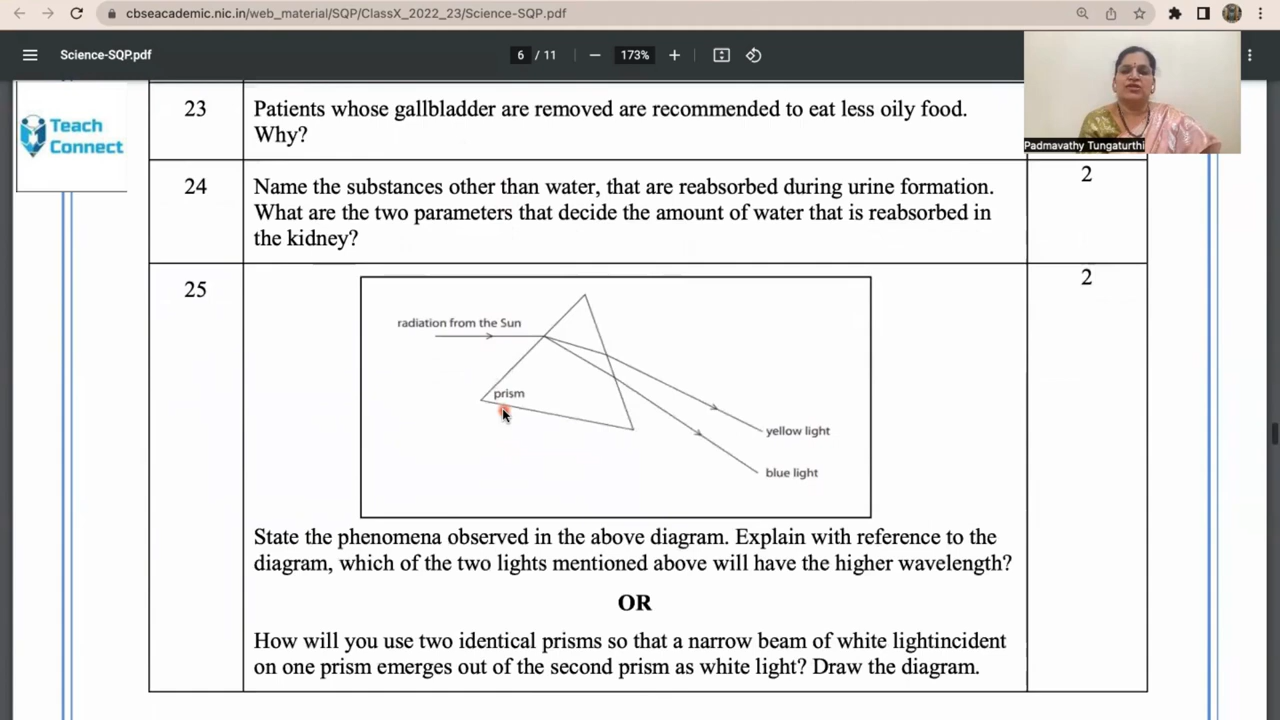 cbseacademic.nic.in/web_material/SQP/ClassX_2022_23/Science-SQP.pdf
Science-SQP.pdf
6 / 11
173%
Teach
Connect
Padmavathy Tungaturthi
23
Patients whose gallbladder are removed are recommended to eat less oily food.
Why?
24
Name the substances other than water, that are reabsorbed during urine formation.
What are the two parameters that decide the amount of water that is reabsorbed in
the kidney?
2
25
2
radiation from the Sun
prism
yellow light
blue light
State the phenomena observed in the above diagram. Explain with reference to the
diagram, which of the two lights mentioned above will have the higher wavelength?
OR
How will you use two identical prisms so that a narrow beam of white lightincident
on one prism emerges out of the second prism as white light? Draw the diagram.